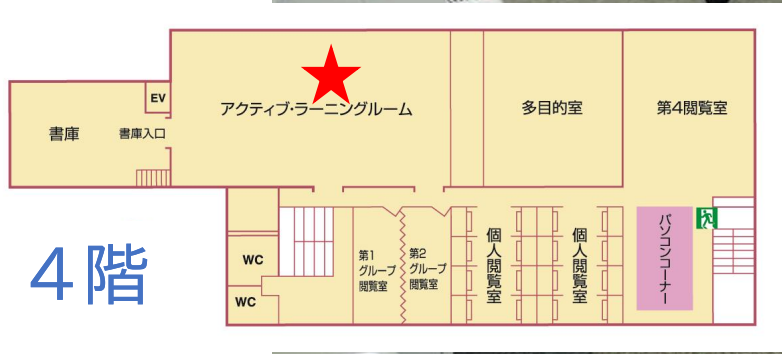 EV
書庫
書庫入口
アクティブ・ラーニングルーム
多目的室
第4閲覧室
WC
WC
第1
グループ
閲覧室
第2
グループ
閲覧室
個人閲覧室
個人閲覧室
パソコンコーナー
４階